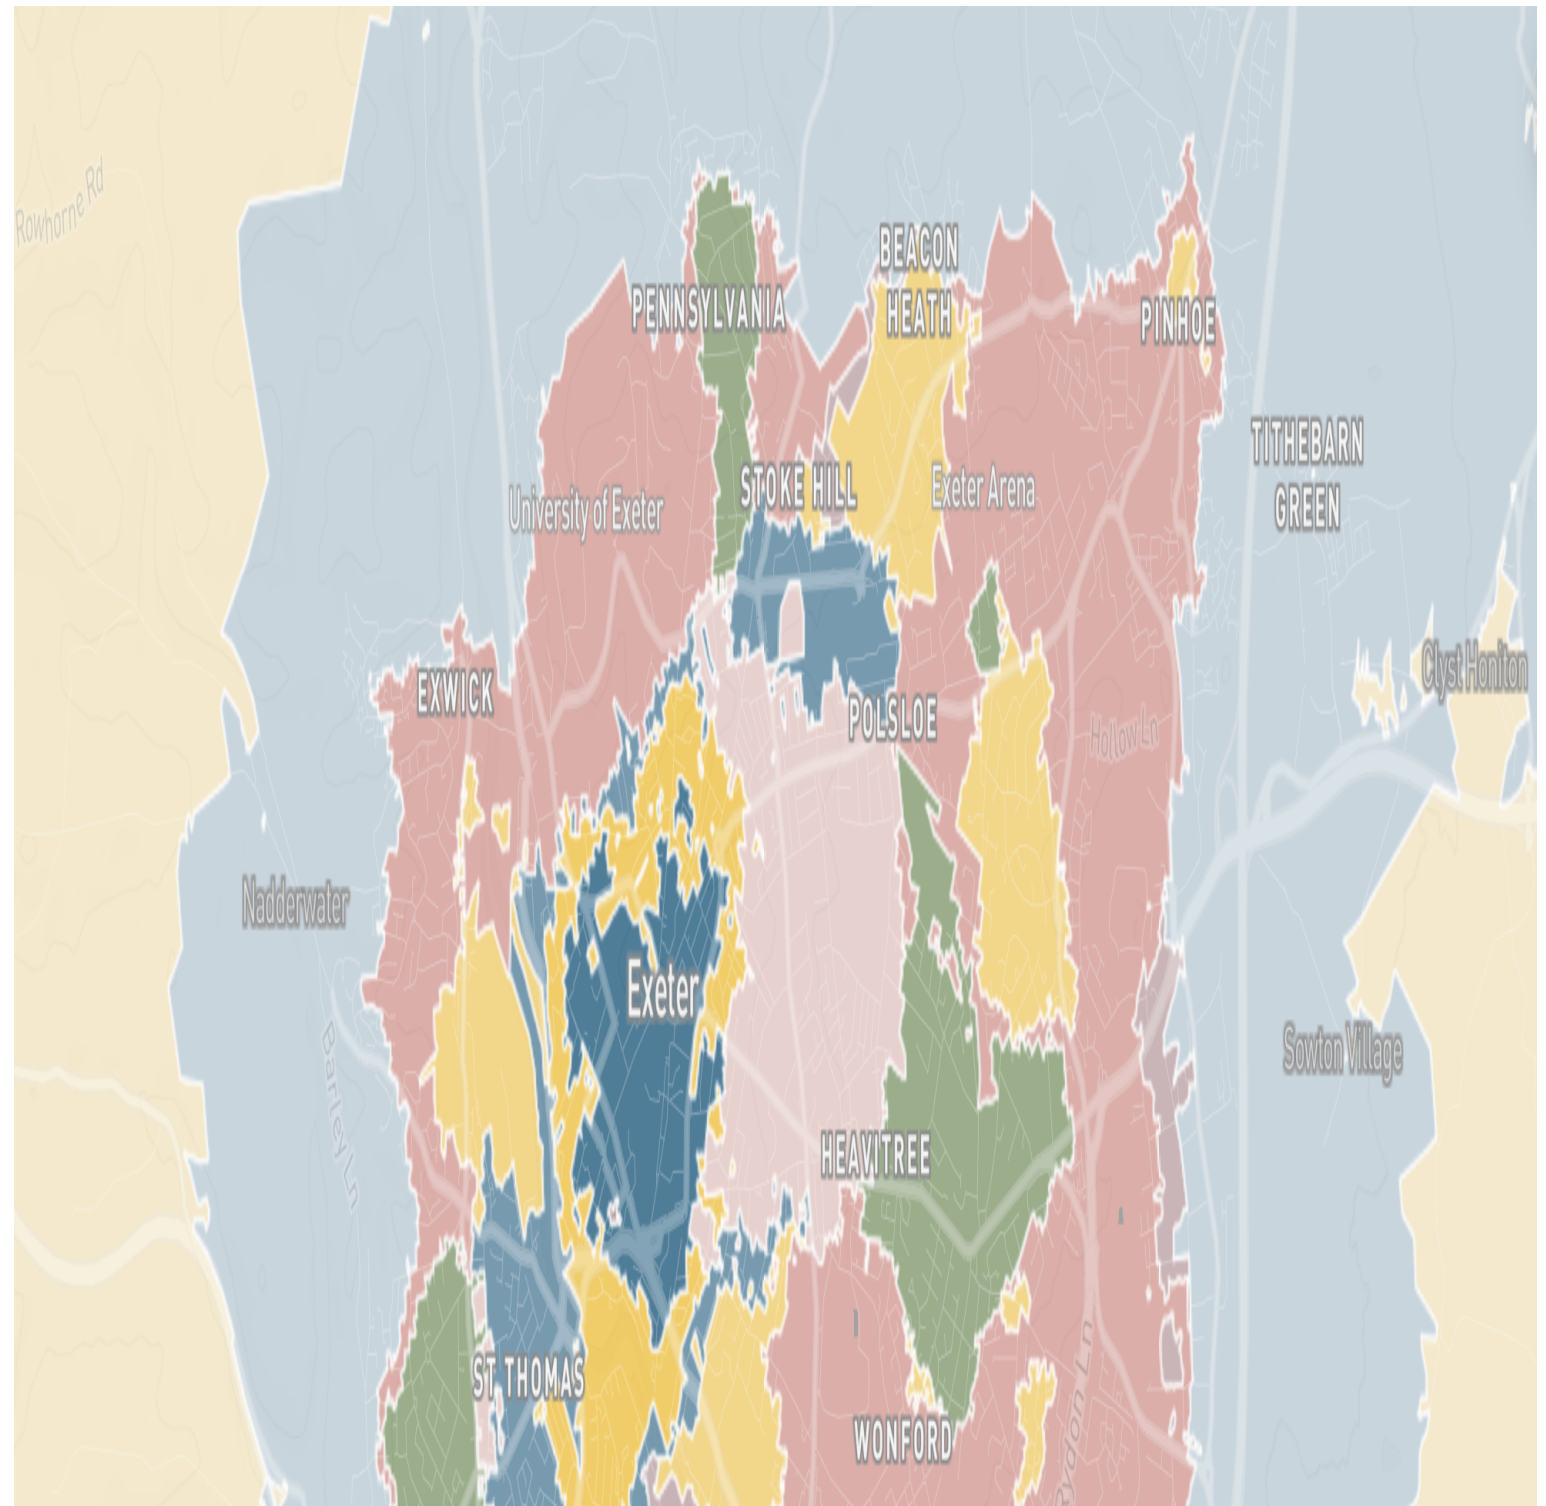 Rowhorne Rd
BEACON
HEATH
PENNSYLVANIA
PINHOE
TITHEBARN
GREEN
STOKE HILL
Exeter Arena
University of Exeter
Clyst Honiton
EXWICK
POLSLOE
Hollow Ln
Nadderwater
Exeter
Sowton Village
Barley Ln
HEAVITREE
ST THOMAS
Rydon Ln
WONFORD